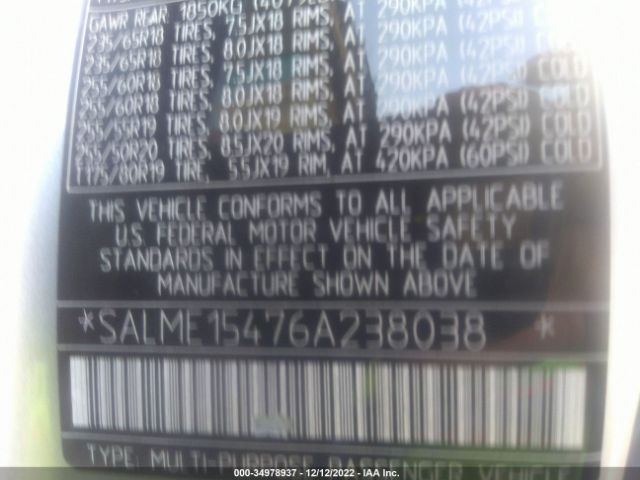 GAWR REAR 1850KG
235/65R18 TIRES, 7.5JX18 RIMS, AT 290KPA (42PSI) COLD
235/65R18 TIRES, 8.0JX18 RIMS, AT 290KPA (42PSI) COLD
255/60R18 TIRES, 7.5JX18 RIMS, AT 290KPA (42PSI) COLD
255/60R18 TIRES, 8.0JX18 RIMS, AT 290KPA (42PSI) COLD
255/55R19 TIRES, 8.0JX19 RIMS, AT 290KPA (42PSI) COLD
255/50R20 TIRES, 8.5JX20 RIMS, AT 290KPA (42PSI) COLD
T175/80R19 TIRE, 5.5JX19 RIM, AT 420KPA (60PSI) COLD
THIS VEHICLE CONFORMS TO ALL APPLICABLE
U.S FEDERAL MOTOR VEHICLE SAFETY
STANDARDS IN EFFECT ON THE DATE OF
MANUFACTURE SHOWN ABOVE
*SALME15476A238038 *
TYPE: MULTI-PURPOSE PASSENGER VEHICLE
000-34978937 - 12/12/2022 - IAA Inc.